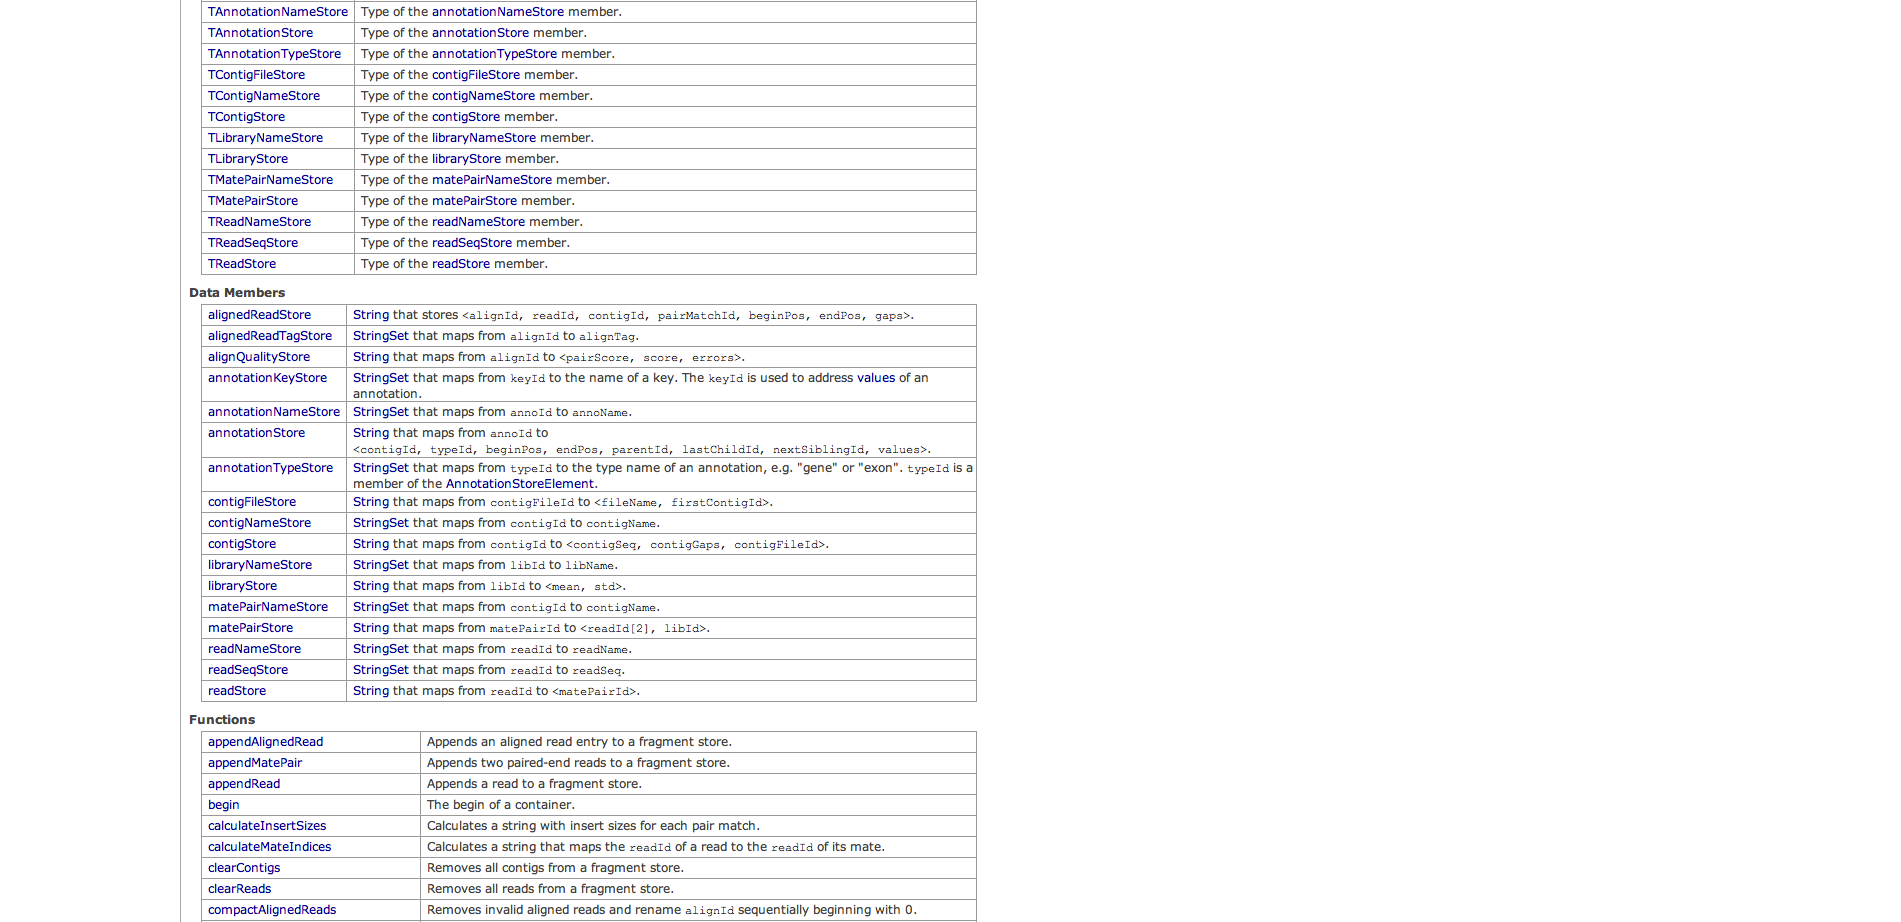 TAnnotationNameStore Type of the annotationNameStore member.
TAnnotationStore Type of the annotationStore member.
TAnnotationTypeStore Type of the annotationTypeStore member.
TContigFileStore Type of the contigFileStore member.
TContigNameStore Type of the contigNameStore member.
TContigStore Type of the contigStore member.
TLibraryNameStore Type of the libraryNameStore member.
TLibraryStore Type of the libraryStore member.
TMatePairNameStore Type of the matePairNameStore member.
TMatePairStore Type of the matePairStore member.
TReadNameStore Type of the readNameStore member.
TReadSeqStore Type of the readSeqStore member.
TReadStore Type of the readStore member.
Data Members
alignedReadStore String that stores <alignId, readId, contigId, pairMatchId, beginPos, endPos, gaps>.
alignedReadTagStore StringSet that maps from alignId to alignTag.
alignQualityStore String that maps from alignId to <pairScore, score, errors>.
annotationKeyStore StringSet that maps from keyId to the name of a key. The keyId is used to address values of an
annotation.
annotationNameStore StringSet that maps from annoId to annoName.
annotationStore String that maps from annoId to
<contigId, typeId, beginPos, endPos, parentId, lastChildId, nextSiblingId, values>.
annotationTypeStore StringSet that maps from typeId to the type name of an annotation, e.g. "gene" or "exon". typeId is a
member of the AnnotationStoreElement.
contigFileStore String that maps from contigFileId to <fileName, firstContigId>.
contigNameStore StringSet that maps from contigId to contigName.
contigStore String that maps from contigId to <contigSeq, contigGaps, contigFileId>.
libraryNameStore StringSet that maps from libId to libName.
libraryStore String that maps from libId to <mean, std>.
matePairNameStore StringSet that maps from contigId to contigName.
matePairStore String that maps from matePairId to <readId[2], libId>.
readNameStore StringSet that maps from readId to readName.
readSeqStore StringSet that maps from readId to readSeq.
readStore String that maps from readId to <matePairId>.
Functions
appendAlignedRead Appends an aligned read entry to a fragment store.
appendMatePair Appends two paired-end reads to a fragment store.
appendRead Appends a read to a fragment store.
begin The begin of a container.
calculateInsertSizes Calculates a string with insert sizes for each pair match.
calculateMateIndices Calculates a string that maps the readId of a read to the readId of its mate.
clearContigs Removes all contigs from a fragment store.
clearReads Removes all reads from a fragment store.
compactAlignedReads Removes invalid aligned reads and rename alignId sequentially beginning with 0.